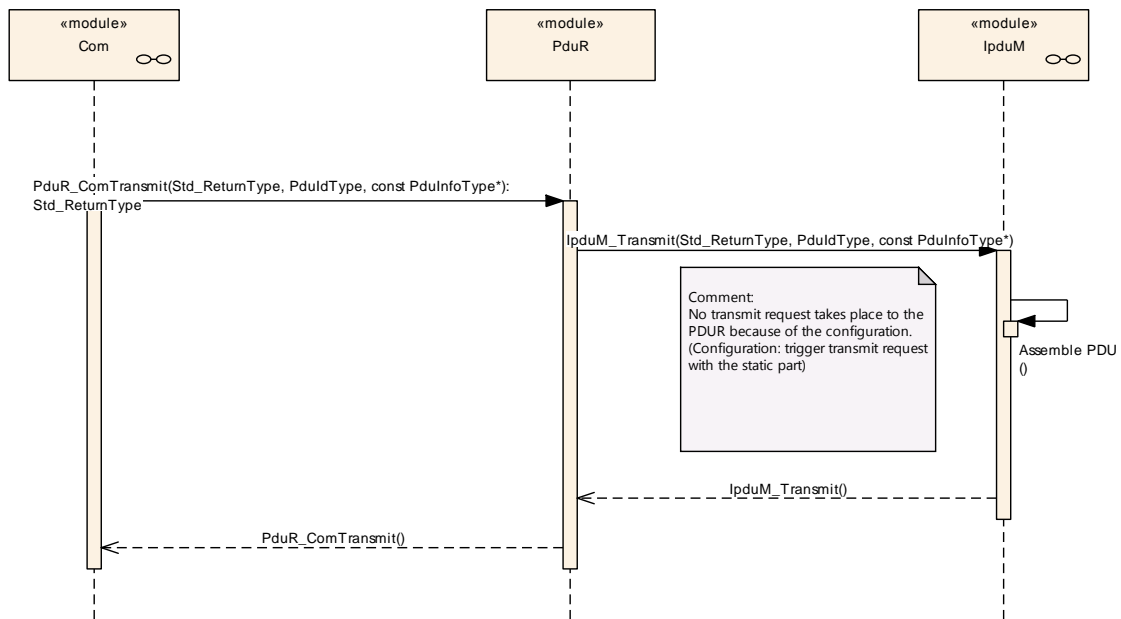 «module»
Com
«module»
PduR
«module»
IpduM
PduR_ComTransmit(Std_ReturnType, PduIdType, const PduInfoType*):
Std_ReturnType
IpduM_Transmit(Std_ReturnType, PduIdType, const PduInfoType*)
Comment:
No transmit request takes place to the
PDUR because of the configuration.
(Configuration: trigger transmit request
with the static part)
Assemble PDU
()
IpduM_Transmit()
PduR_ComTransmit()